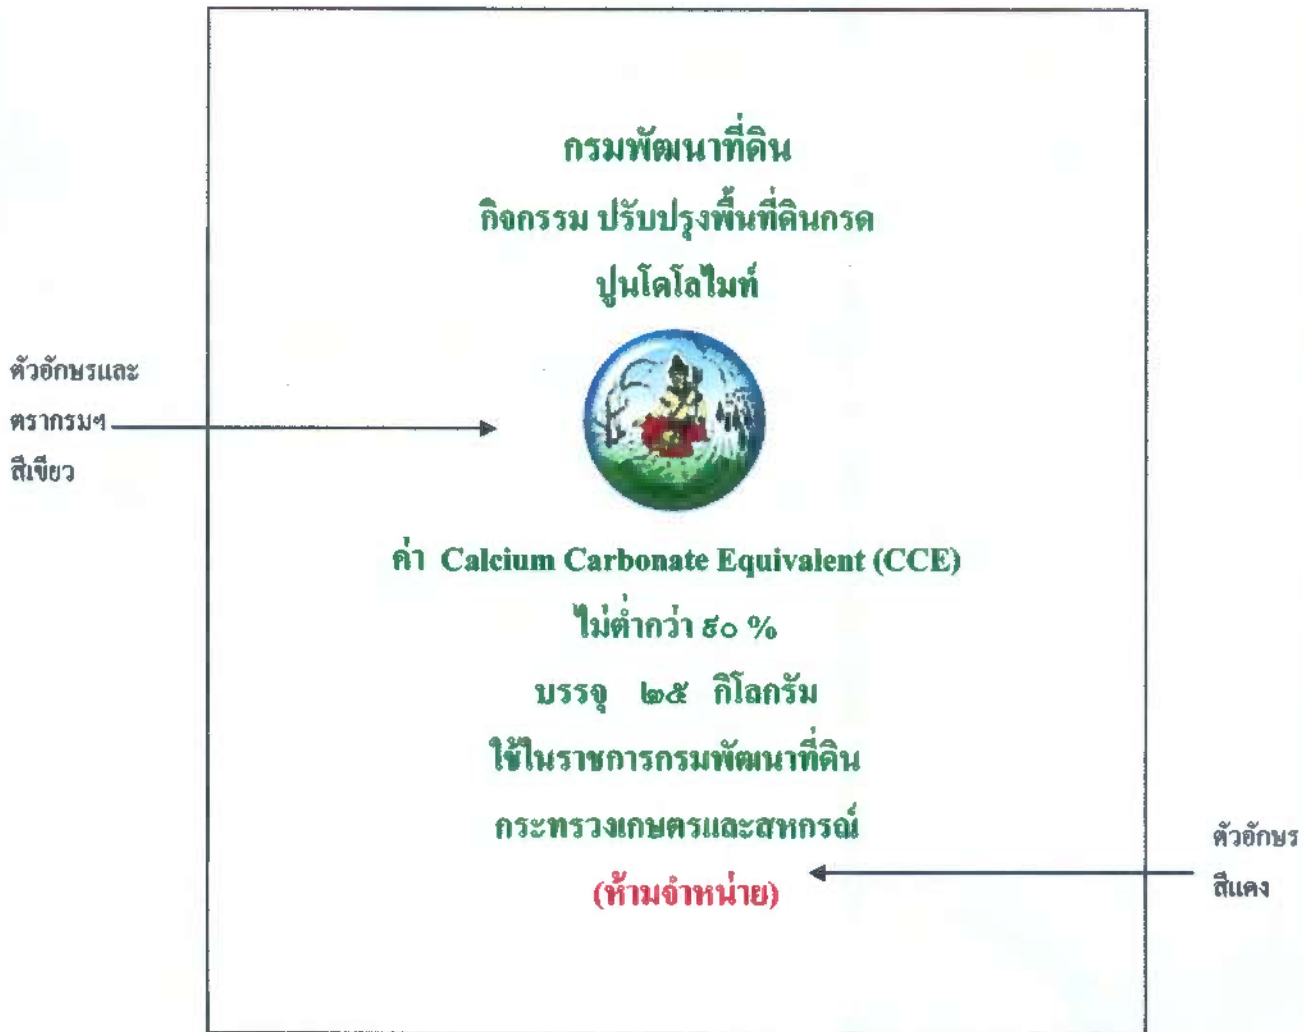 กรมพัฒนาที่ดิน
กิจกรรม ปรับปรุงพื้นที่ดินกรด
ปูนโดโลไมท์
ตัวอักษรและ
ตรากรมฯ
สีเขียว
ค่า Calcium Carbonate Equivalent (CCE)
ไม่ต่ำกว่า ๙๐ %
บรรจุ ๒๕ กิโลกรัม
ใช้ในราชการกรมพัฒนาที่ดิน
กระทรวงเกษตรและสหกรณ์
(ห้ามจำหน่าย)
ตัวอักษร
สีแดง